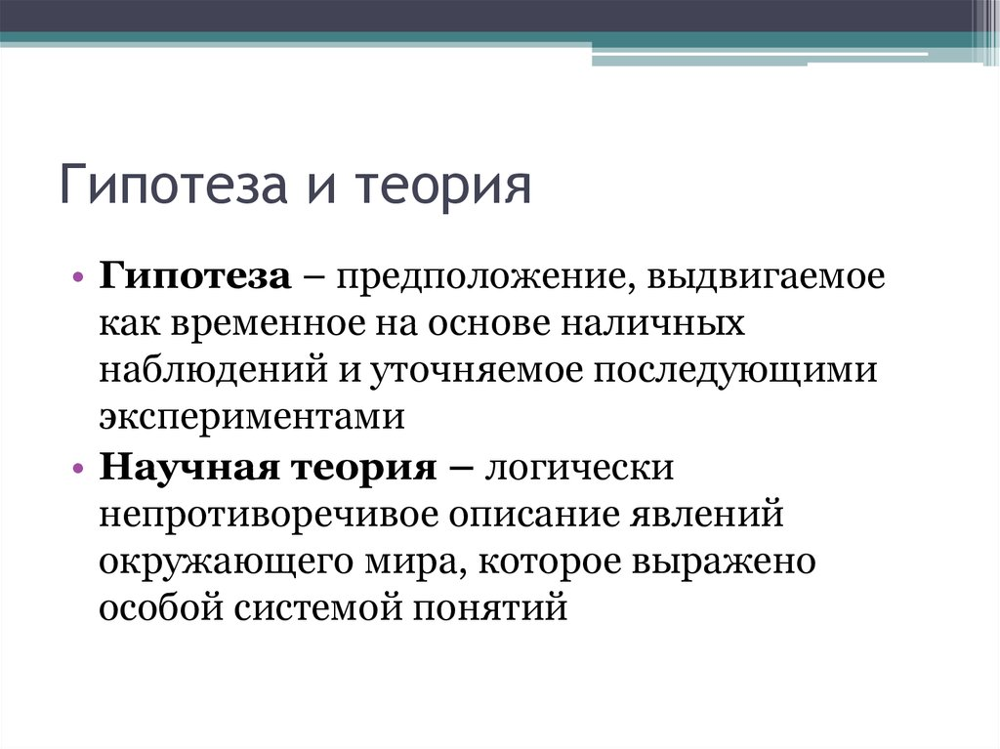 Гипотеза и теория
• Гипотеза – предположение, выдвигаемое
как временное на основе наличных
наблюдений и уточняемое последующими
экспериментами
• Научная теория – логически
непротиворечивое описание явлений
окружающего мира, которое выражено
особой системой понятий